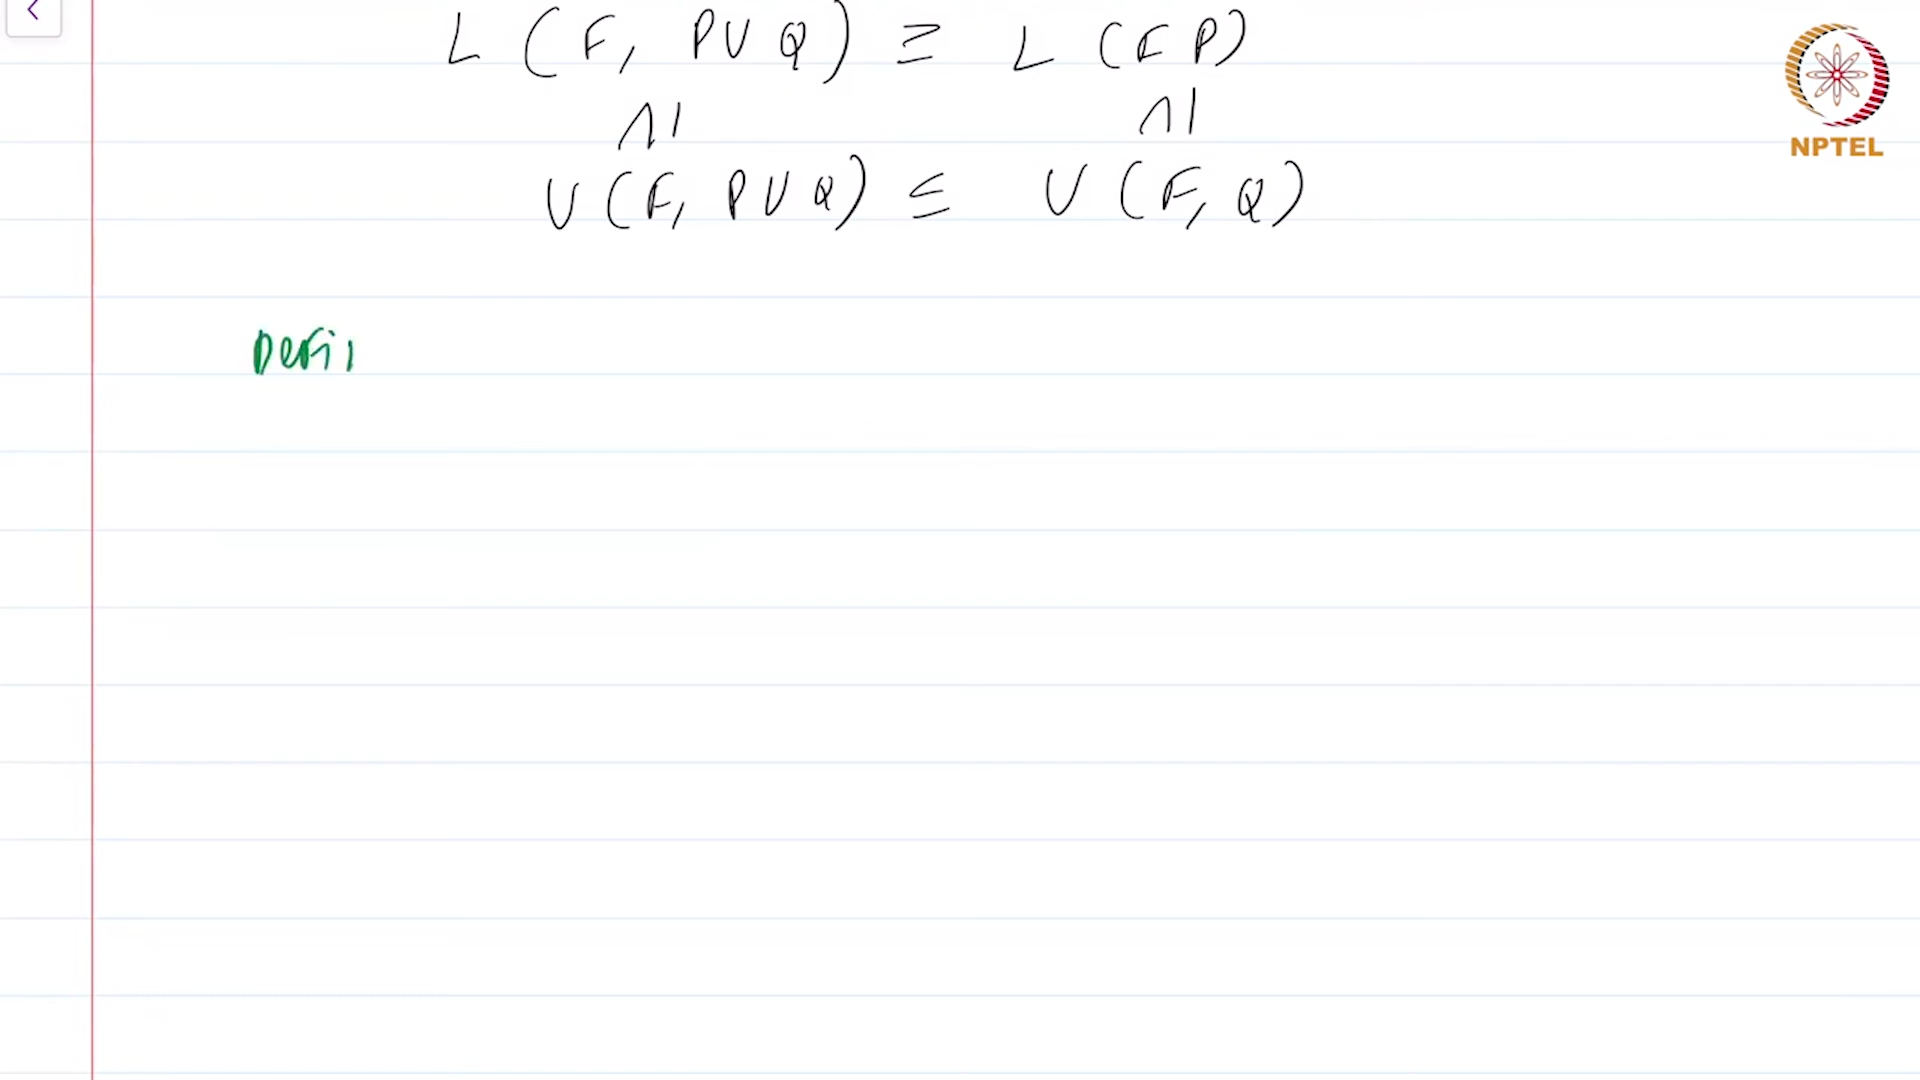 L (F, P ∪ Q) ≥ L (F P)
∧| ∧|
U (F, P ∪ Q) ≤ U (F, Q)
Defi
NPTEL